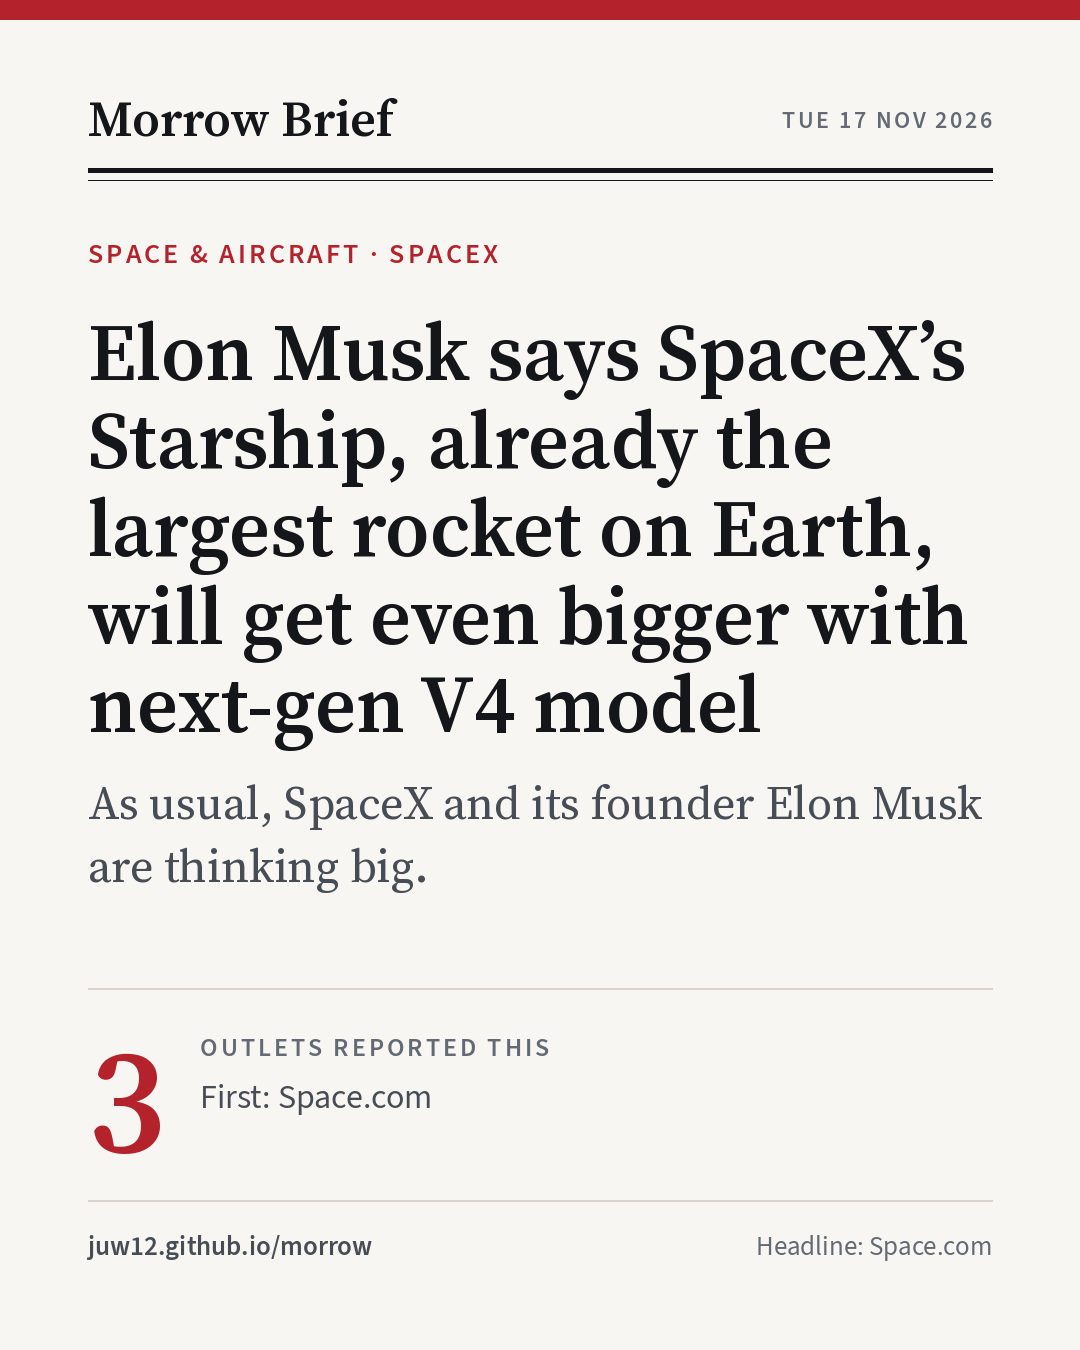 Morrow Brief
TUE 17 NOV 2026
SPACE & AIRCRAFT · SPACEX
Elon Musk says SpaceX’s
Starship, already the
largest rocket on Earth,
will get even bigger with
next-gen V4 model
As usual, SpaceX and its founder Elon Musk
are thinking big.
3
OUTLETS REPORTED THIS
First: Space.com
juw12.github.io/morrow
Headline: Space.com